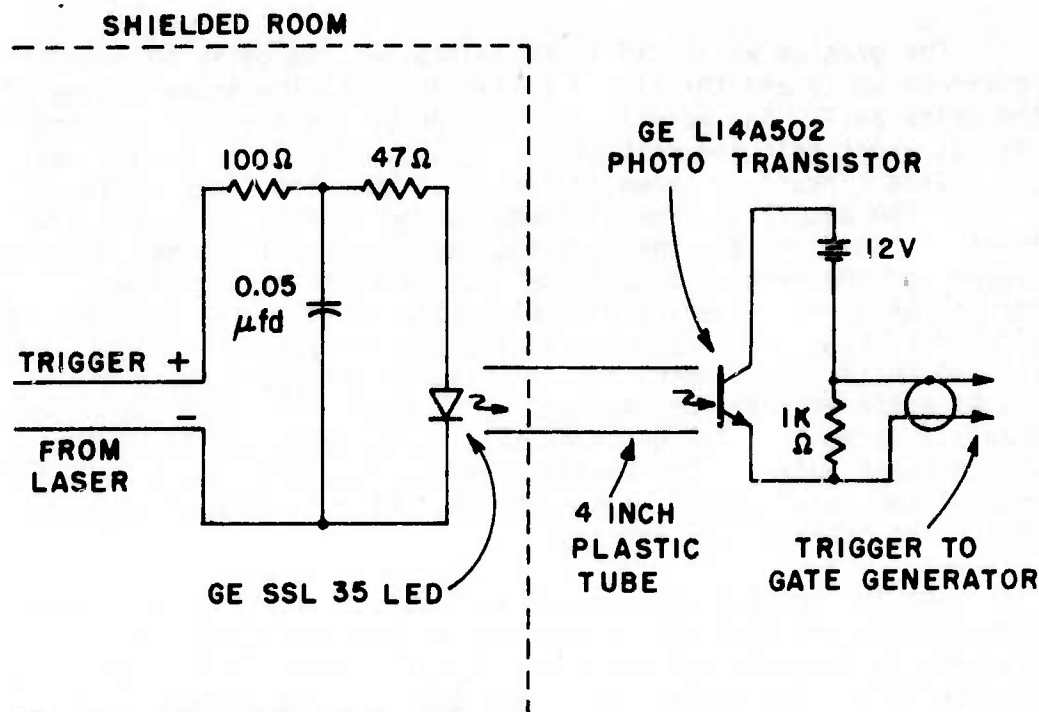 SHIELDED ROOM
GE L14A502
PHOTO TRANSISTOR
100Ω
47Ω
12V
0.05
µfd
TRIGGER +
-
FROM
LASER
1K
Ω
4 INCH
PLASTIC
TUBE
TRIGGER TO
GATE GENERATOR
GE SSL 35 LED